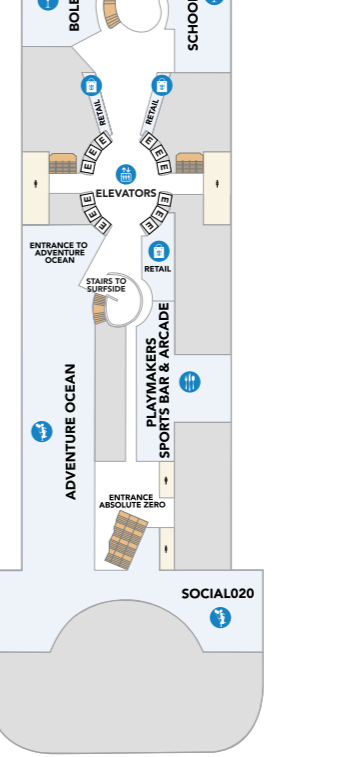 BOLE
SCHOO
RETAIL
RETAIL
E E E
E E E
ELEVATORS
E E E
E E E
ENTRANCE TO
ADVENTURE
OCEAN
RETAIL
STAIRS TO
SURFSIDE
PLAYMAKERS
SPORTS BAR & ARCADE
ADVENTURE OCEAN
ENTRANCE
ABSOLUTE ZERO
SOCIAL020